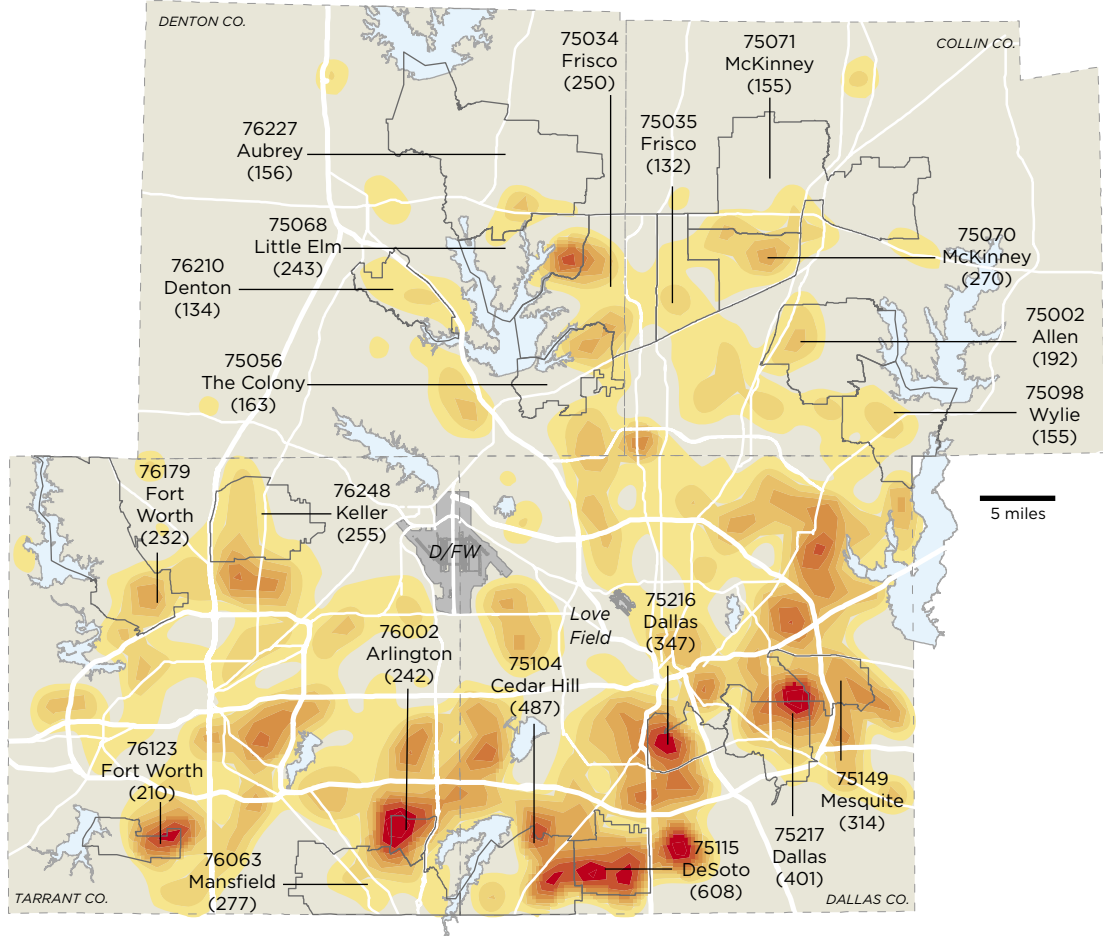 DENTON CO.
COLLIN CO.
75034
Frisco
(250)
75071
McKinney
(155)
75035
Frisco
(132)
76227
Aubrey
(156)
75068
Little Elm
(243)
76210
Denton
(134)
75070
McKinney
(270)
75002
Allen
(192)
75056
The Colony
(163)
75098
Wylie
(155)
76179
Fort
Worth
(232)
76248
Keller
(255)
5 miles
D/FW
Love
Field
75216
Dallas
(347)
76002
Arlington
(242)
75104
Cedar Hill
(487)
76123
Fort Worth
(210)
75149
Mesquite
(314)
75217
Dallas
(401)
75115
DeSoto
(608)
76063
Mansfield
(277)
TARRANT CO.
DALLAS CO.